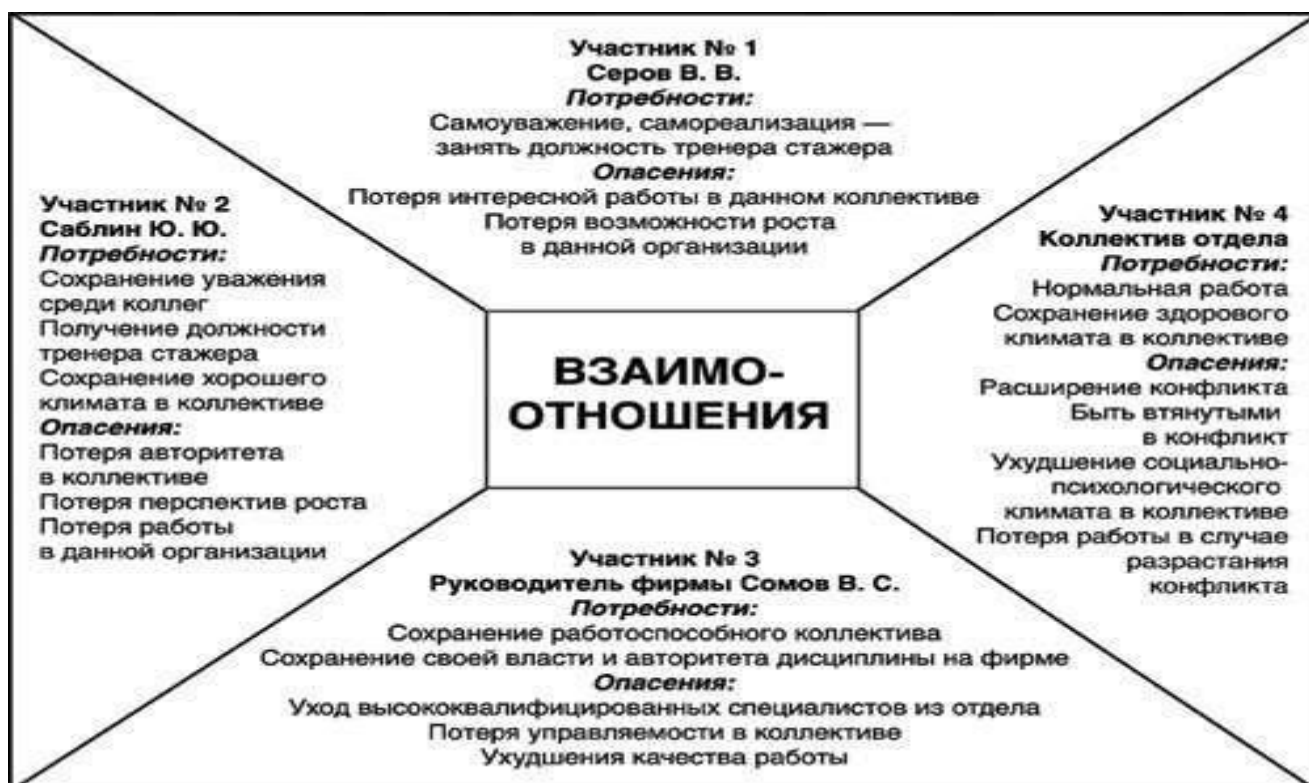 Участник № 1
Серов В. В.
Потребности:
Самоуважение, самореализация —
занять должность тренера стажера
Опасения:
Потеря интересной работы в данном коллективе
Потеря возможности роста
в данной организации
Участник № 2
Саблин Ю. Ю.
Потребности:
Сохранение уважения
среди коллег
Получение должности
тренера стажера
Сохранение хорошего
климата в коллективе
Опасения:
Потеря авторитета
в коллективе
Потеря перспектив роста
Потеря работы
в данной организации
ВЗАИМО-
ОТНОШЕНИЯ
Участник № 4
Коллектив отдела
Потребности:
Нормальная работа
Сохранение здорового
климата в коллективе
Опасения:
Расширение конфликта
Быть втянутыми
в конфликт
Ухудшение социально-
психологического
климата в коллективе
Потеря работы в случае
разрастания
конфликта
Участник № 3
Руководитель фирмы Сомов В. С.
Потребности:
Сохранение работоспособного коллектива
Сохранение своей власти и авторитета дисциплины на фирме
Опасения:
Уход высококвалифицированных специалистов из отдела
Потеря управляемости в коллективе
Ухудшения качества работы